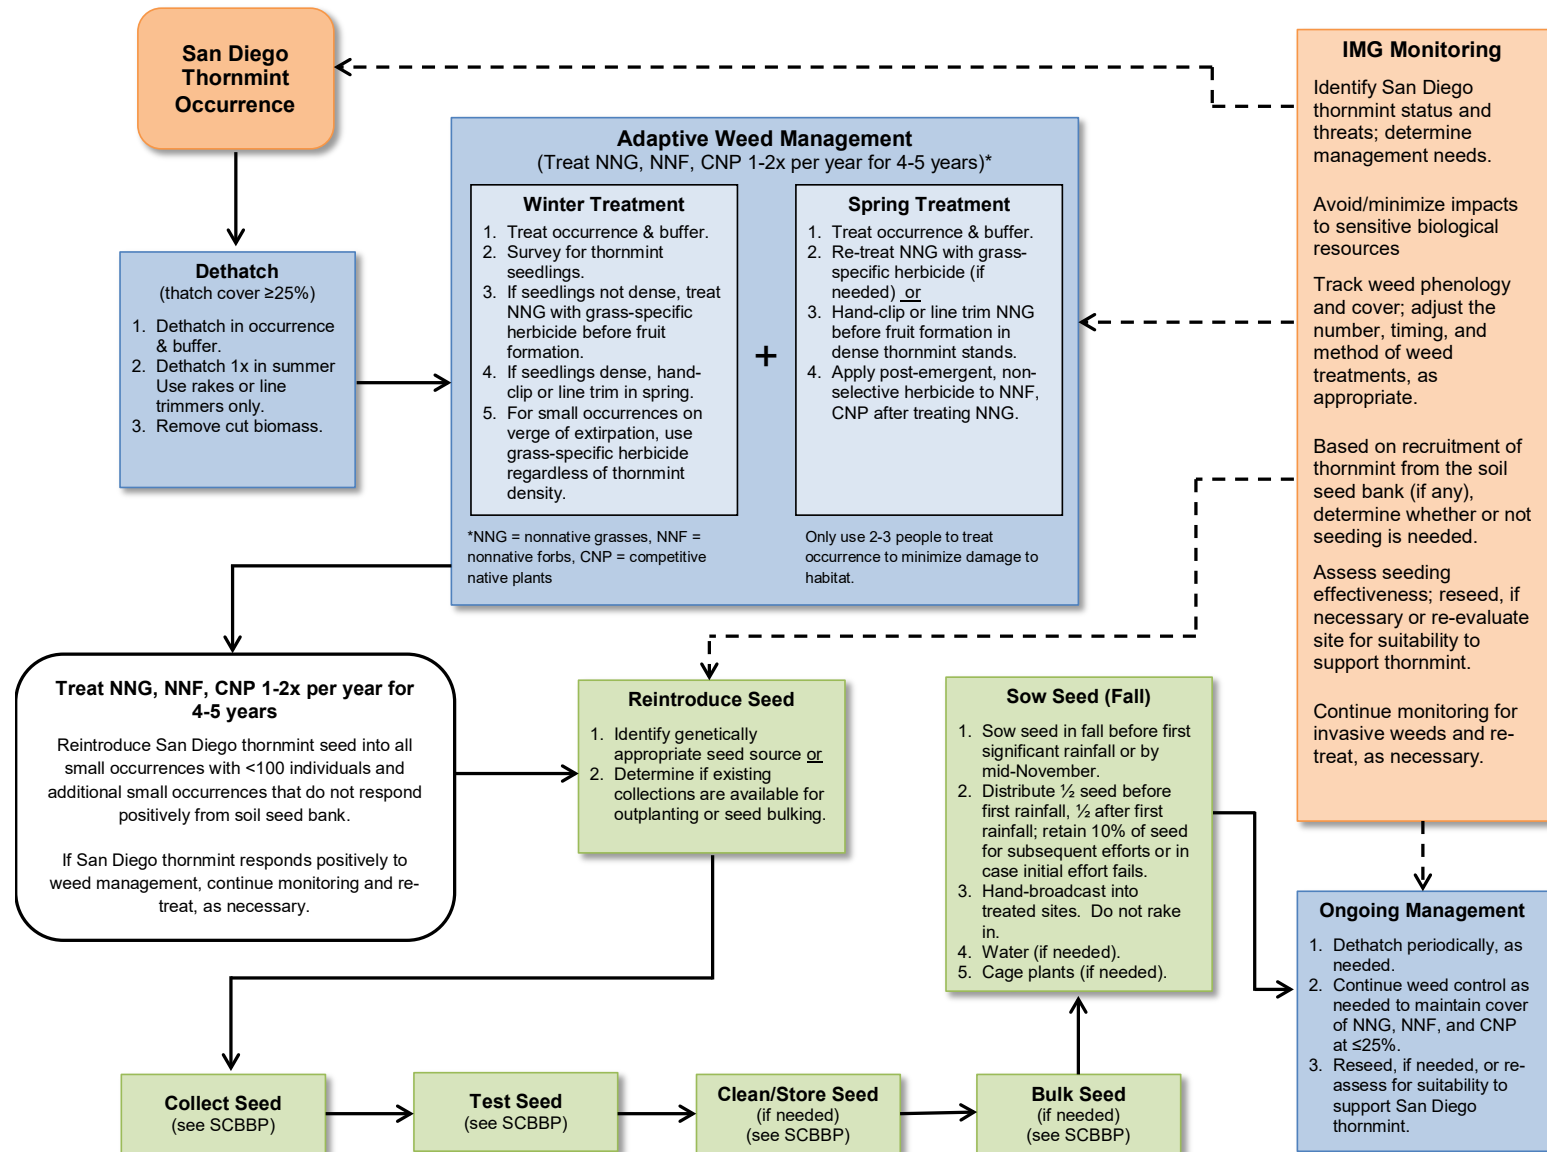 San Diego
Thornmint
Occurrence
IMG Monitoring
Identify San Diego
thornmint status and
threats; determine
management needs.
Avoid/minimize impacts
to sensitive biological
resources
Track weed phenology
and cover; adjust the
number, timing, and
method of weed
treatments, as
appropriate.
Based on recruitment of
thornmint from the soil
seed bank (if any),
determine whether or not
seeding is needed.
Assess seeding
effectiveness; reseed, if
necessary or re-evaluate
site for suitability to
support thornmint.
Continue monitoring for
invasive weeds and re-
treat, as necessary.
Adaptive Weed Management
(Treat NNG, NNF, CNP 1-2x per year for 4-5 years)*
Winter Treatment
1. Treat occurrence & buffer.
2. Survey for thornmint
seedlings.
3. If seedlings not dense, treat
NNG with grass-specific
herbicide before fruit
formation.
4. If seedlings dense, hand-
clip or line trim in spring.
5. For small occurrences on
verge of extirpation, use
grass-specific herbicide
regardless of thornmint
density.
+
Spring Treatment
1. Treat occurrence & buffer.
2. Re-treat NNG with grass-
specific herbicide (if
needed) or
3. Hand-clip or line trim NNG
before fruit formation in
dense thornmint stands.
4. Apply post-emergent, non-
selective herbicide to NNF,
CNP after treating NNG.
*NNG = nonnative grasses, NNF =
nonnative forbs, CNP = competitive
native plants
Only use 2-3 people to treat
occurrence to minimize damage to
habitat.
Dethatch
(thatch cover ≥25%)
1. Dethatch in occurrence
& buffer.
2. Dethatch 1x in summer
Use rakes or line
trimmers only.
3. Remove cut biomass.
Treat NNG, NNF, CNP 1-2x per year for
4-5 years
Reintroduce San Diego thornmint seed into all
small occurrences with <100 individuals and
additional small occurrences that do not respond
positively from soil seed bank.
If San Diego thornmint responds positively to
weed management, continue monitoring and re-
treat, as necessary.
Reintroduce Seed
1. Identify genetically
appropriate seed source or
2. Determine if existing
collections are available for
outplanting or seed bulking.
Sow Seed (Fall)
1. Sow seed in fall before first
significant rainfall or by
mid-November.
2. Distribute ½ seed before
first rainfall, ½ after first
rainfall; retain 10% of seed
for subsequent efforts or in
case initial effort fails.
3. Hand-broadcast into
treated sites. Do not rake
in.
4. Water (if needed).
5. Cage plants (if needed).
Ongoing Management
1. Dethatch periodically, as
needed.
2. Continue weed control as
needed to maintain cover
of NNG, NNF, and CNP
at ≤25%.
3. Reseed, if needed, or re-
assess for suitability to
support San Diego
thornmint.
Collect Seed
(see SCBBP)
Test Seed
(see SCBBP)
Clean/Store Seed
(if needed)
(see SCBBP)
Bulk Seed
(if needed)
(see SCBBP)